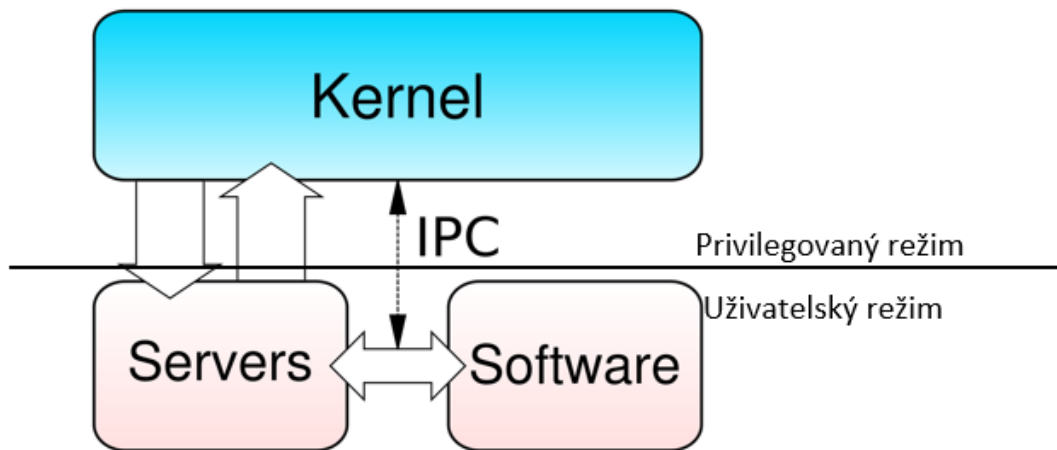 Kernel
IPC
Privilegovaný režim
Uživatelský režim
Servers
Software